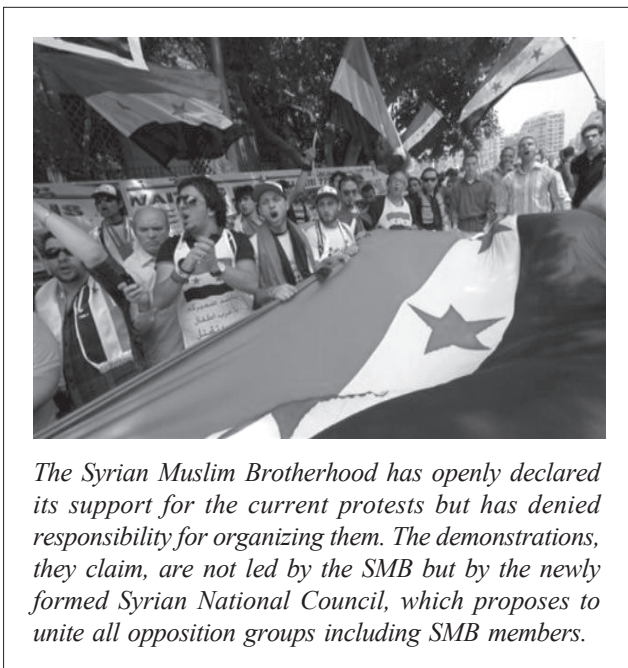 NAI
The Syrian Muslim Brotherhood has openly declared
its support for the current protests but has denied
responsibility for organizing them. The demonstrations,
they claim, are not led by the SMB but by the newly
formed Syrian National Council, which proposes to
unite all opposition groups including SMB members.